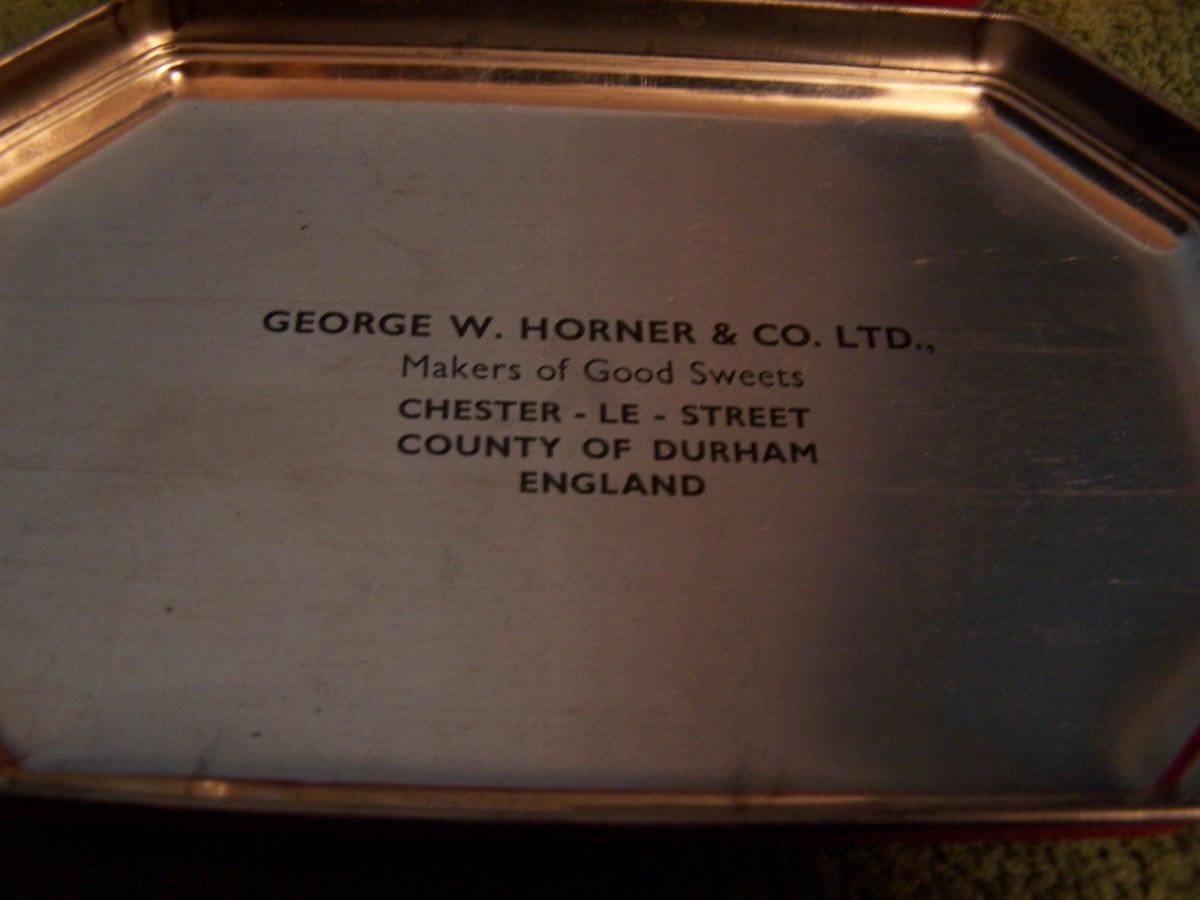 GEORGE W. HORNER & CO. LTD.,
Makers of Good Sweets
CHESTER - LE - STREET
COUNTY OF DURHAM
ENGLAND